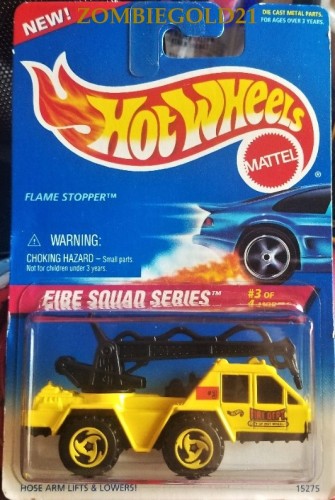 ZOMBIEGOLD21
NEW!
DIE CAST METAL PARTS.
FOR AGES OVER 3 YEARS.
HOT WHEELS
MATTEL
FLAME STOPPER™
WARNING:
CHOKING HAZARD – Small parts.
Not for children under 3 years.
FIRE SQUAD SERIES™
#3 OF
HOSE ARM LIFTS & LOWERS!
15275